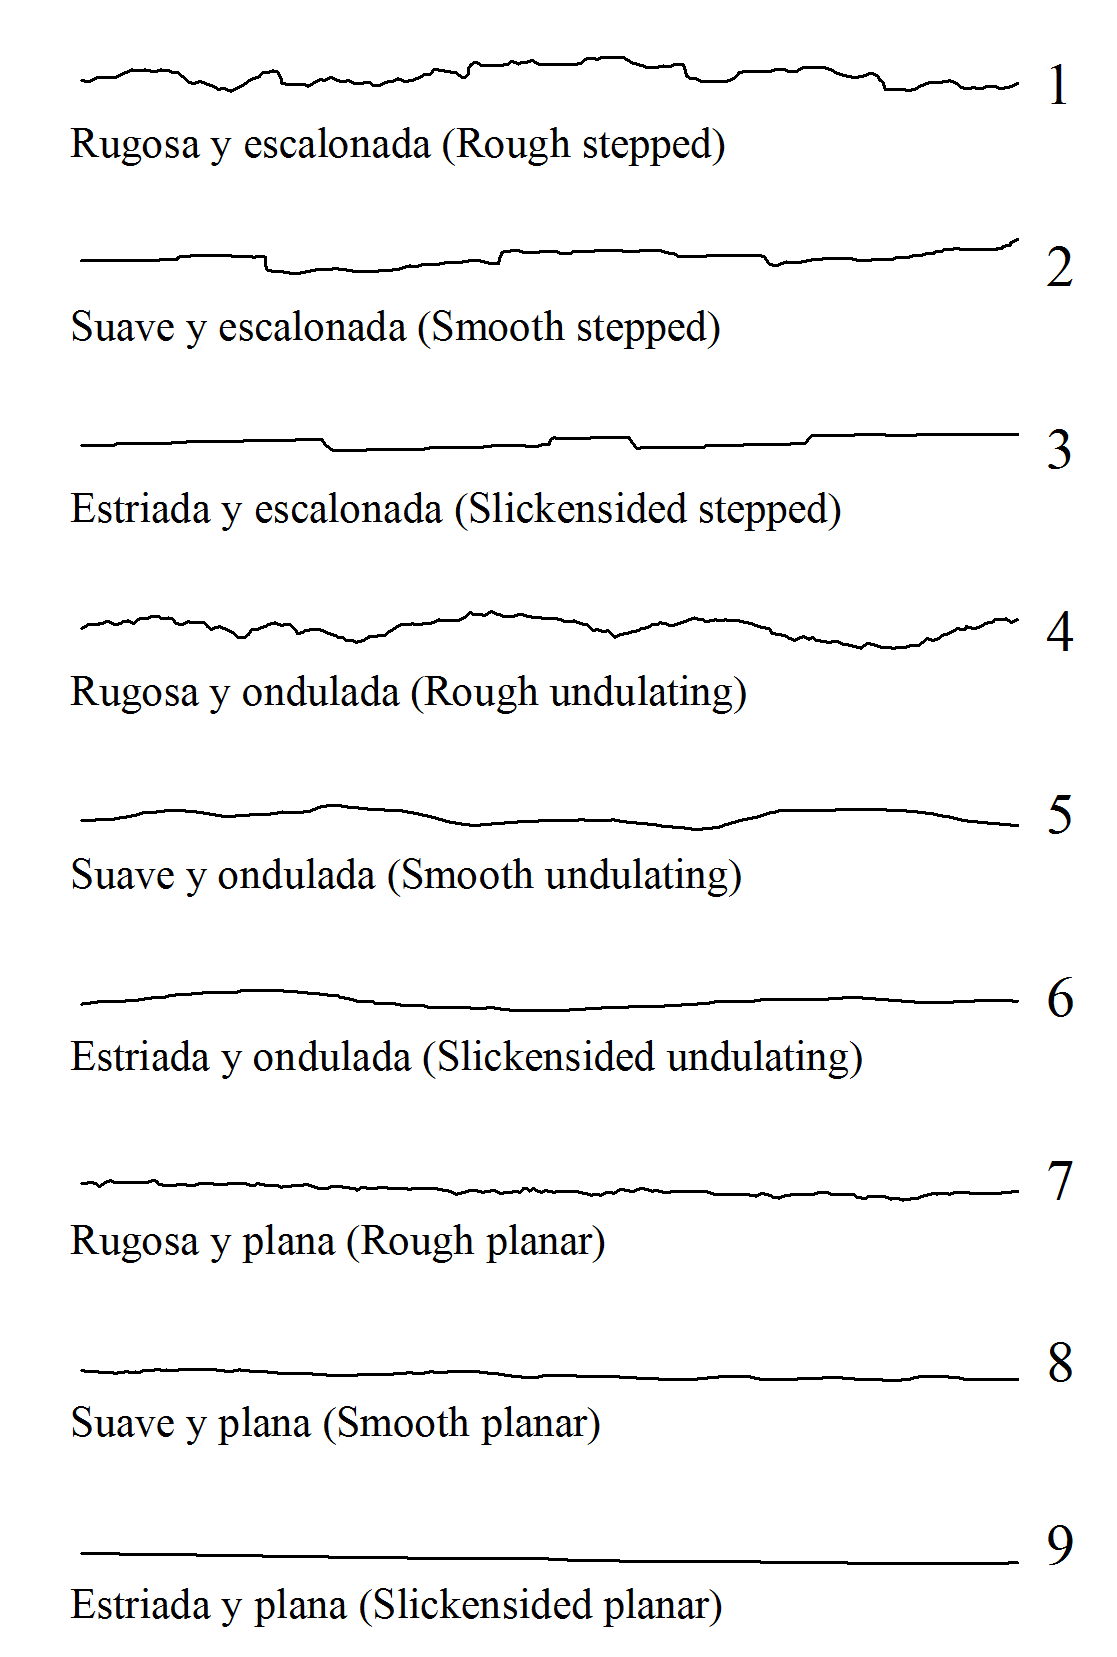 1
Rugosa y escalonada (Rough stepped)
2
Suave y escalonada (Smooth stepped)
3
Estriada y escalonada (Slickensided stepped)
4
Rugosa y ondulada (Rough undulating)
5
Suave y ondulada (Smooth undulating)
6
Estriada y ondulada (Slickensided undulating)
7
Rugosa y plana (Rough planar)
8
Suave y plana (Smooth planar)
9
Estriada y plana (Slickensided planar)